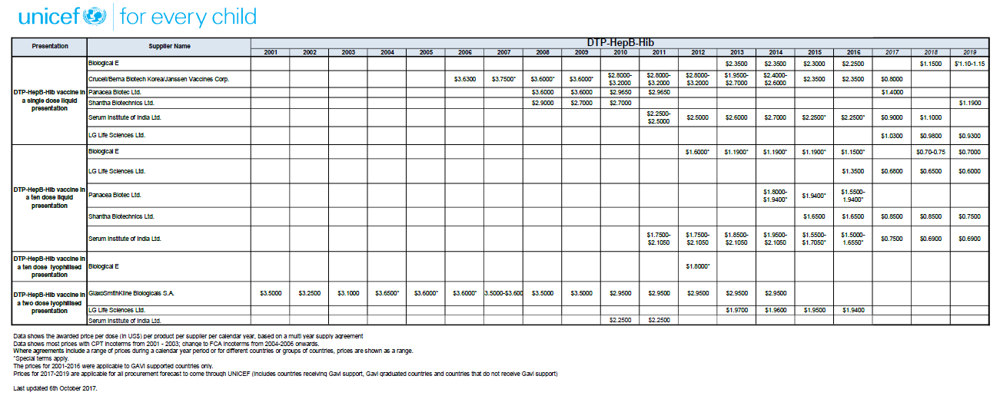 unicef for every child
DTP-HepB-Hib
Presentation Supplier Name 2001 2002 2003 2004 2005 2006 2007 2008 2009 2010 2011 2012 2013 2014 2015 2016 2017 2018 2019
DTP-HepB-Hib vaccine in a single dose liquid presentation
Biological E $2.3500 $2.3500 $2.3000 $2.2500 $1.1500 $'1.10-1.15
Crucell/Berna Biotech Korea/Janssen Vaccines Corp. $3.6300 $3.7500* $3.6000* $3.6000* $2.8000-$3.2000 $2.8000-$3.2000 $2.8000-$3.2000 $1.9500-$2.7000 $2.4000-$2.6000 $2.3500 $2.3500 $0.8000
Panacea Biotec Ltd. $3.6000 $3.6000 $2.9650 $2.9650 $1.4000
Shantha Biotechnics Ltd. $2.9000 $2.7000 $2.7000 $1.1900
Serum Institute of India Ltd. $2.2500-$2.5000 $2.5000 $2.6000 $2.7000 $2.2500* $2.2500* $0.9000 $1.1000
LG Life Sciences Ltd. $1.0300 $0.9800 $0.9300
DTP-HepB-Hib vaccine in a ten dose liquid presentation
Biological E $1.6000* $1.1900* $1.1900* $1.1900* $1.1500* $0.70-0.75 $0.7000
LG Life Sciences Ltd. $1.3500 $0.6800 $0.6500 $0.6000
Panacea Biotec Ltd. $1.8000-$1.9400* $1.9400* $1.5500-1.9400*
Shantha Biotechnics Ltd. $1.6500 $1.6500 $0.8500 $0.8500 $0.7500
Serum Institute of India Ltd. $1.7500-$2.1050 $1.7500-$2.1050 $1.8500-$2.1050 $1.9500-$2.1050 $1.5500-$1.7050* $1.5000-1.6550* $0.7500 $0.6900 $0.6900
DTP-HepB-Hib vaccine in a ten dose lyophilised presentation
Biological E $1.8000*
DTP-HepB-Hib vaccine in a two dose lyophilised presentation
GlaxoSmithKline Biologicals S.A. $3.5000 $3.2500 $3.1000 $3.6500* $3.6000* $3.6000* 3.5000-$3.600 $3.5000 $3.5000 $2.9500 $2.9500 $2.9500 $2.9500 $2.9500
LG Life Sciences Ltd. $1.9700 $1.9600 $1.9500 $1.9400
Serum Institute of India Ltd. $2.2500 $2.2500
Data shows the awarded price per dose (in US$) per product per supplier per calendar year, based on a multi year supply agreement
Data shows most prices with CPT Incoterms from 2001 - 2003; change to FCA Incoterms from 2004-2006 onwards.
Where agreements include a range of prices during a calendar year period or for different countries or groups of countries, prices are shown as a range.
*Special terms apply.
The prices for 2001-2016 were applicable to GAVI supported countries only.
Prices for 2017-2019 are applicable for all procurement forecast to come through UNICEF (includes countries receiving Gavi support, Gavi graduated countries and countries that do not receive Gavi support)
Last updated 6th October 2017.